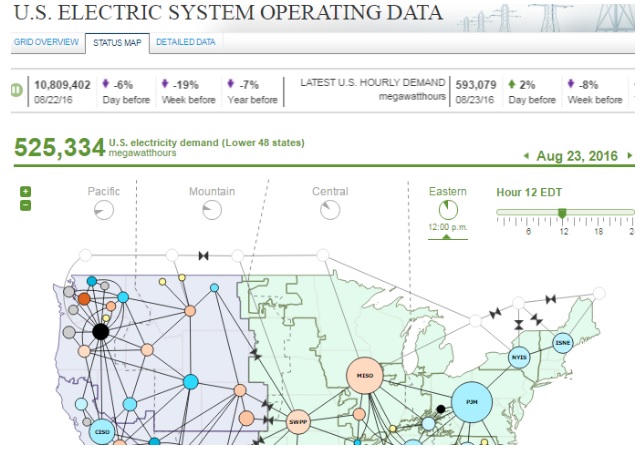 U.S. ELECTRIC SYSTEM OPERATING DATA
GRID OVERVIEW STATUS MAP DETAILED DATA
10,809,402 -6% -19% -7% LATEST U.S. HOURLY DEMAND 593,079 2% -8%
08/22/16 Day before Week before Year before megawatthours 08/23/16 Day before Week before
525,334 U.S. electricity demand (Lower 48 states)
megawatthours
Aug 23, 2016
Pacific Mountain Central Eastern Hour 12 EDT
12:00 p.m.
6 12 18 2
ISNE
NYIS
MISO
PJM
SWPP
CISO